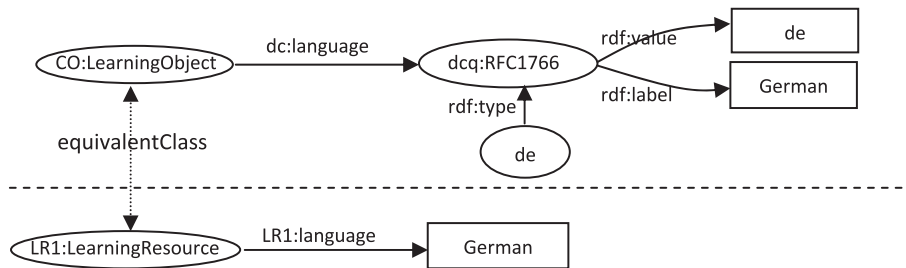 CO:LearningObject
dc:language
dcq:RFC1766
rdf:value
de
rdf:label
German
rdf:type
de
equivalentClass
LR1:LearningResource
LR1:language
German